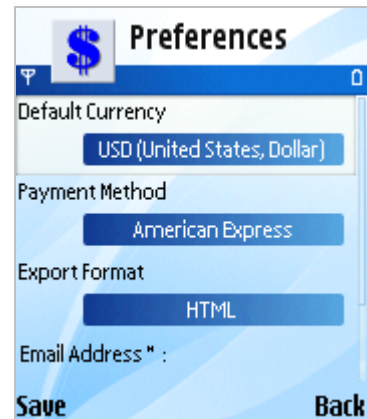 $
Preferences
Default Currency
USD (United States, Dollar)
Payment Method
American Express
Export Format
HTML
Email Address * :
Save Back